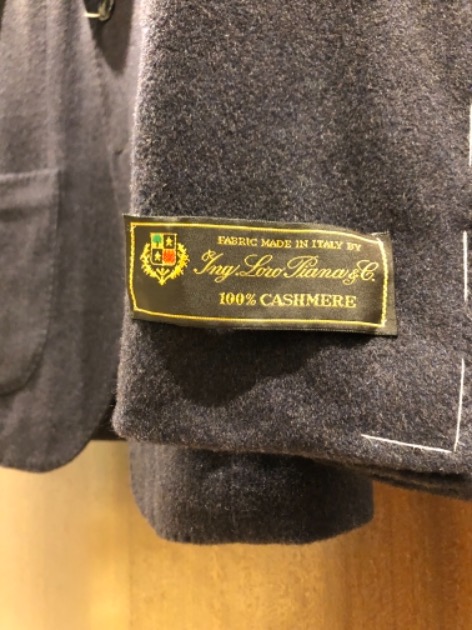 FABRIC MADE IN ITALY BY
Ing. Loro Piana & C.
100% CASHMERE